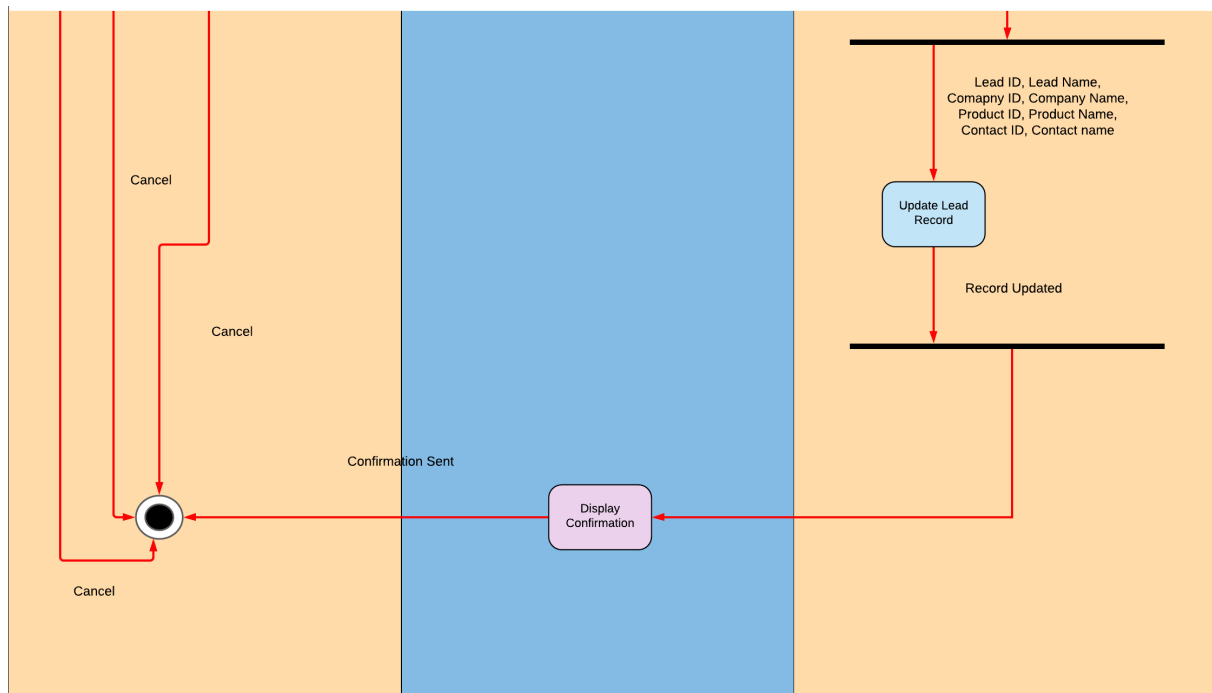 Lead ID, Lead Name,
Comapny ID, Company Name,
Product ID, Product Name,
Contact ID, Contact name
Cancel
Update Lead
Record
Record Updated
Cancel
Confirmation Sent
Display
Confirmation
Cancel